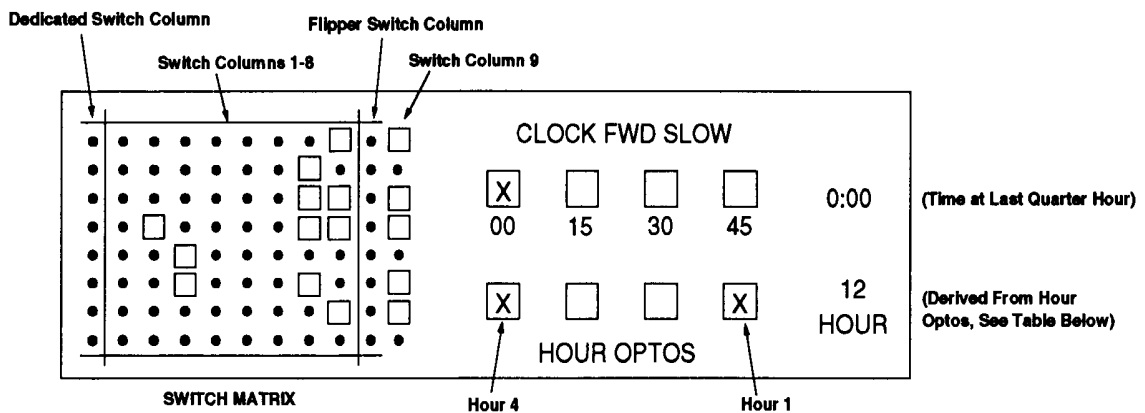 Dedicated Switch Column
Flipper Switch Column
Switch Columns 1-8
Switch Column 9
CLOCK FWD SLOW
X
00 15 30 45
0:00
(Time at Last Quarter Hour)
X X
12
HOUR
(Derived From Hour
Optos, See Table Below)
HOUR OPTOS
SWITCH MATRIX
Hour 4
Hour 1